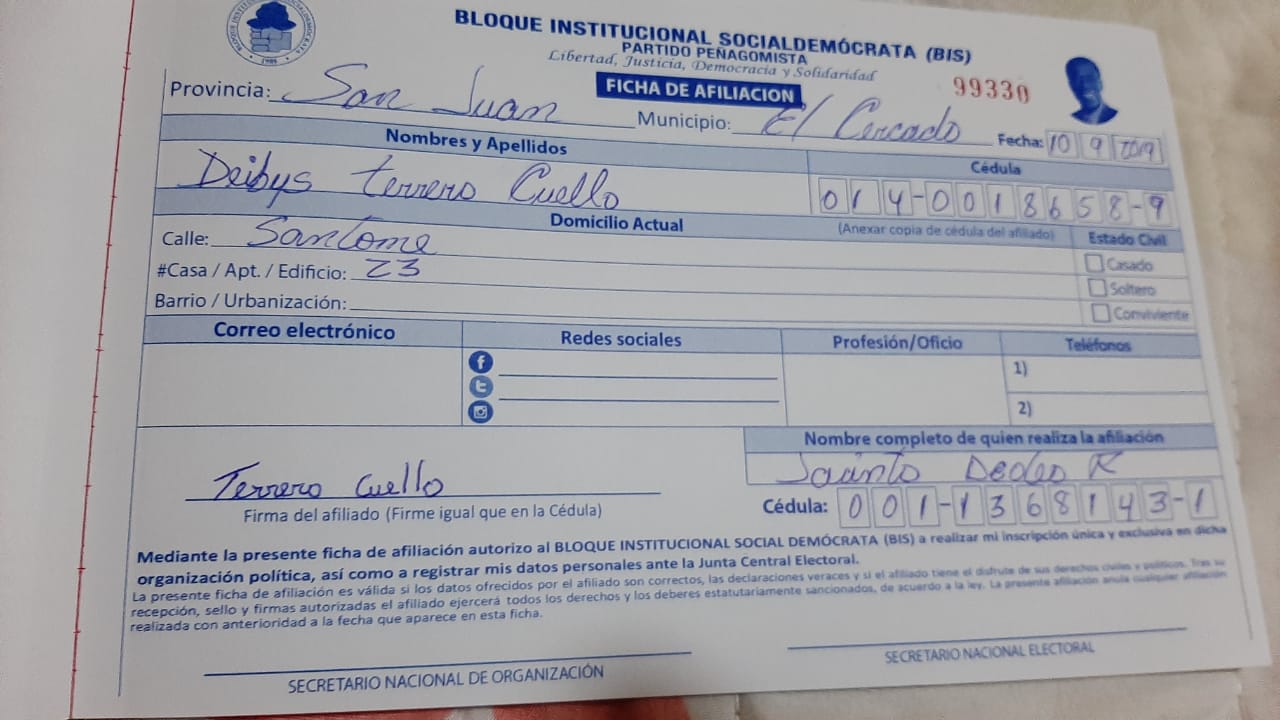 BLOQUE INSTITUCIONAL SOCIALDEMÓCRATA (BIS)
PARTIDO PEÑAGOMISTA
Libertad, Justicia, Democracia y Solidaridad
FICHA DE AFILIACION
99330
1985
Provincia: San Juan Municipio: El Cercado Fecha: 10 9 2019
Nombres y Apellidos Cédula
Deibys terrero Cuello 014-0018658-9
Domicilio Actual (Anexar copia de cédula del afiliado) Estado Civil
Calle: Santome Casado
#Casa / Apt. / Edificio: 23 Soltero
Barrio / Urbanización: Conviviente
Correo electrónico Redes sociales Profesión/Oficio Teléfonos
1)
2)
Nombre completo de quien realiza la afiliación
Terrero Cuello
Firma del afiliado (Firme igual que en la Cédula) Cédula: 001-1368143-1
Mediante la presente ficha de afiliación autorizo al BLOQUE INSTITUCIONAL SOCIAL DEMÓCRATA (BIS) a realizar mi inscripción única y exclusiva en dicha
organización política, así como a registrar mis datos personales ante la Junta Central Electoral.
La presente ficha de afiliación es válida si los datos ofrecidos por el afiliado son correctos, las declaraciones veraces y si el afiliado tiene el disfrute de sus derechos civiles y políticos. Tras su
recepción, sello y firmas autorizadas el afiliado ejercerá todos los derechos y los deberes estatutariamente sancionados, de acuerdo a la ley. La presente afiliación anula cualquier afiliación
realizada con anterioridad a la fecha que aparece en esta ficha.
SECRETARIO NACIONAL DE ORGANIZACIÓN SECRETARIO NACIONAL ELECTORAL